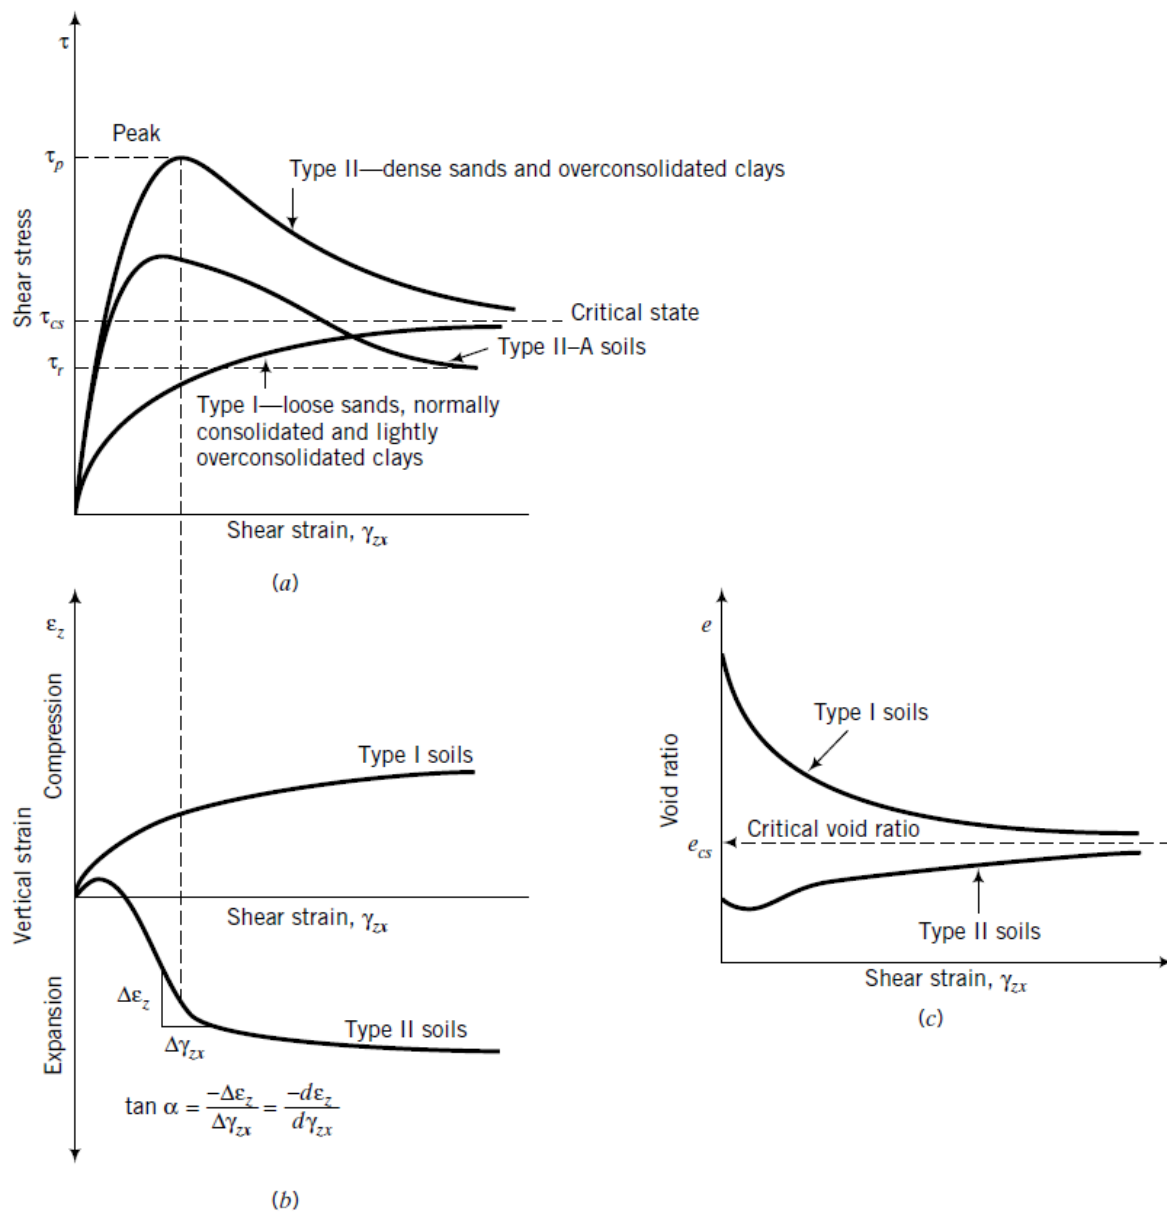 τ
Peak
τp
Type II—dense sands and overconsolidated clays
Shear stress
τcs
Critical state
Type II–A soils
τr
Type I—loose sands, normally
consolidated and lightly
overconsolidated clays
Shear strain, γzx
(a)
εz
Compression
Type I soils
Vertical strain
Shear strain, γzx
Expansion
Δεz
Δγzx
Type II soils
tan α = −Δεz/Δγzx = −dεz/dγzx
(b)
e
Type I soils
Void ratio
Critical void ratio
ecs
Type II soils
Shear strain, γzx
(c)